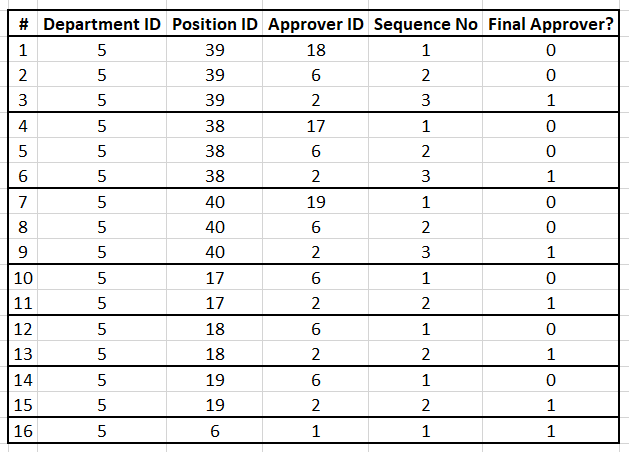 # Department ID Position ID Approver ID Sequence No Final Approver?
1 5 39 18 1 0
2 5 39 6 2 0
3 5 39 2 3 1
4 5 38 17 1 0
5 5 38 6 2 0
6 5 38 2 3 1
7 5 40 19 1 0
8 5 40 6 2 0
9 5 40 2 3 1
10 5 17 6 1 0
11 5 17 2 2 1
12 5 18 6 1 0
13 5 18 2 2 1
14 5 19 6 1 0
15 5 19 2 2 1
16 5 6 1 1 1